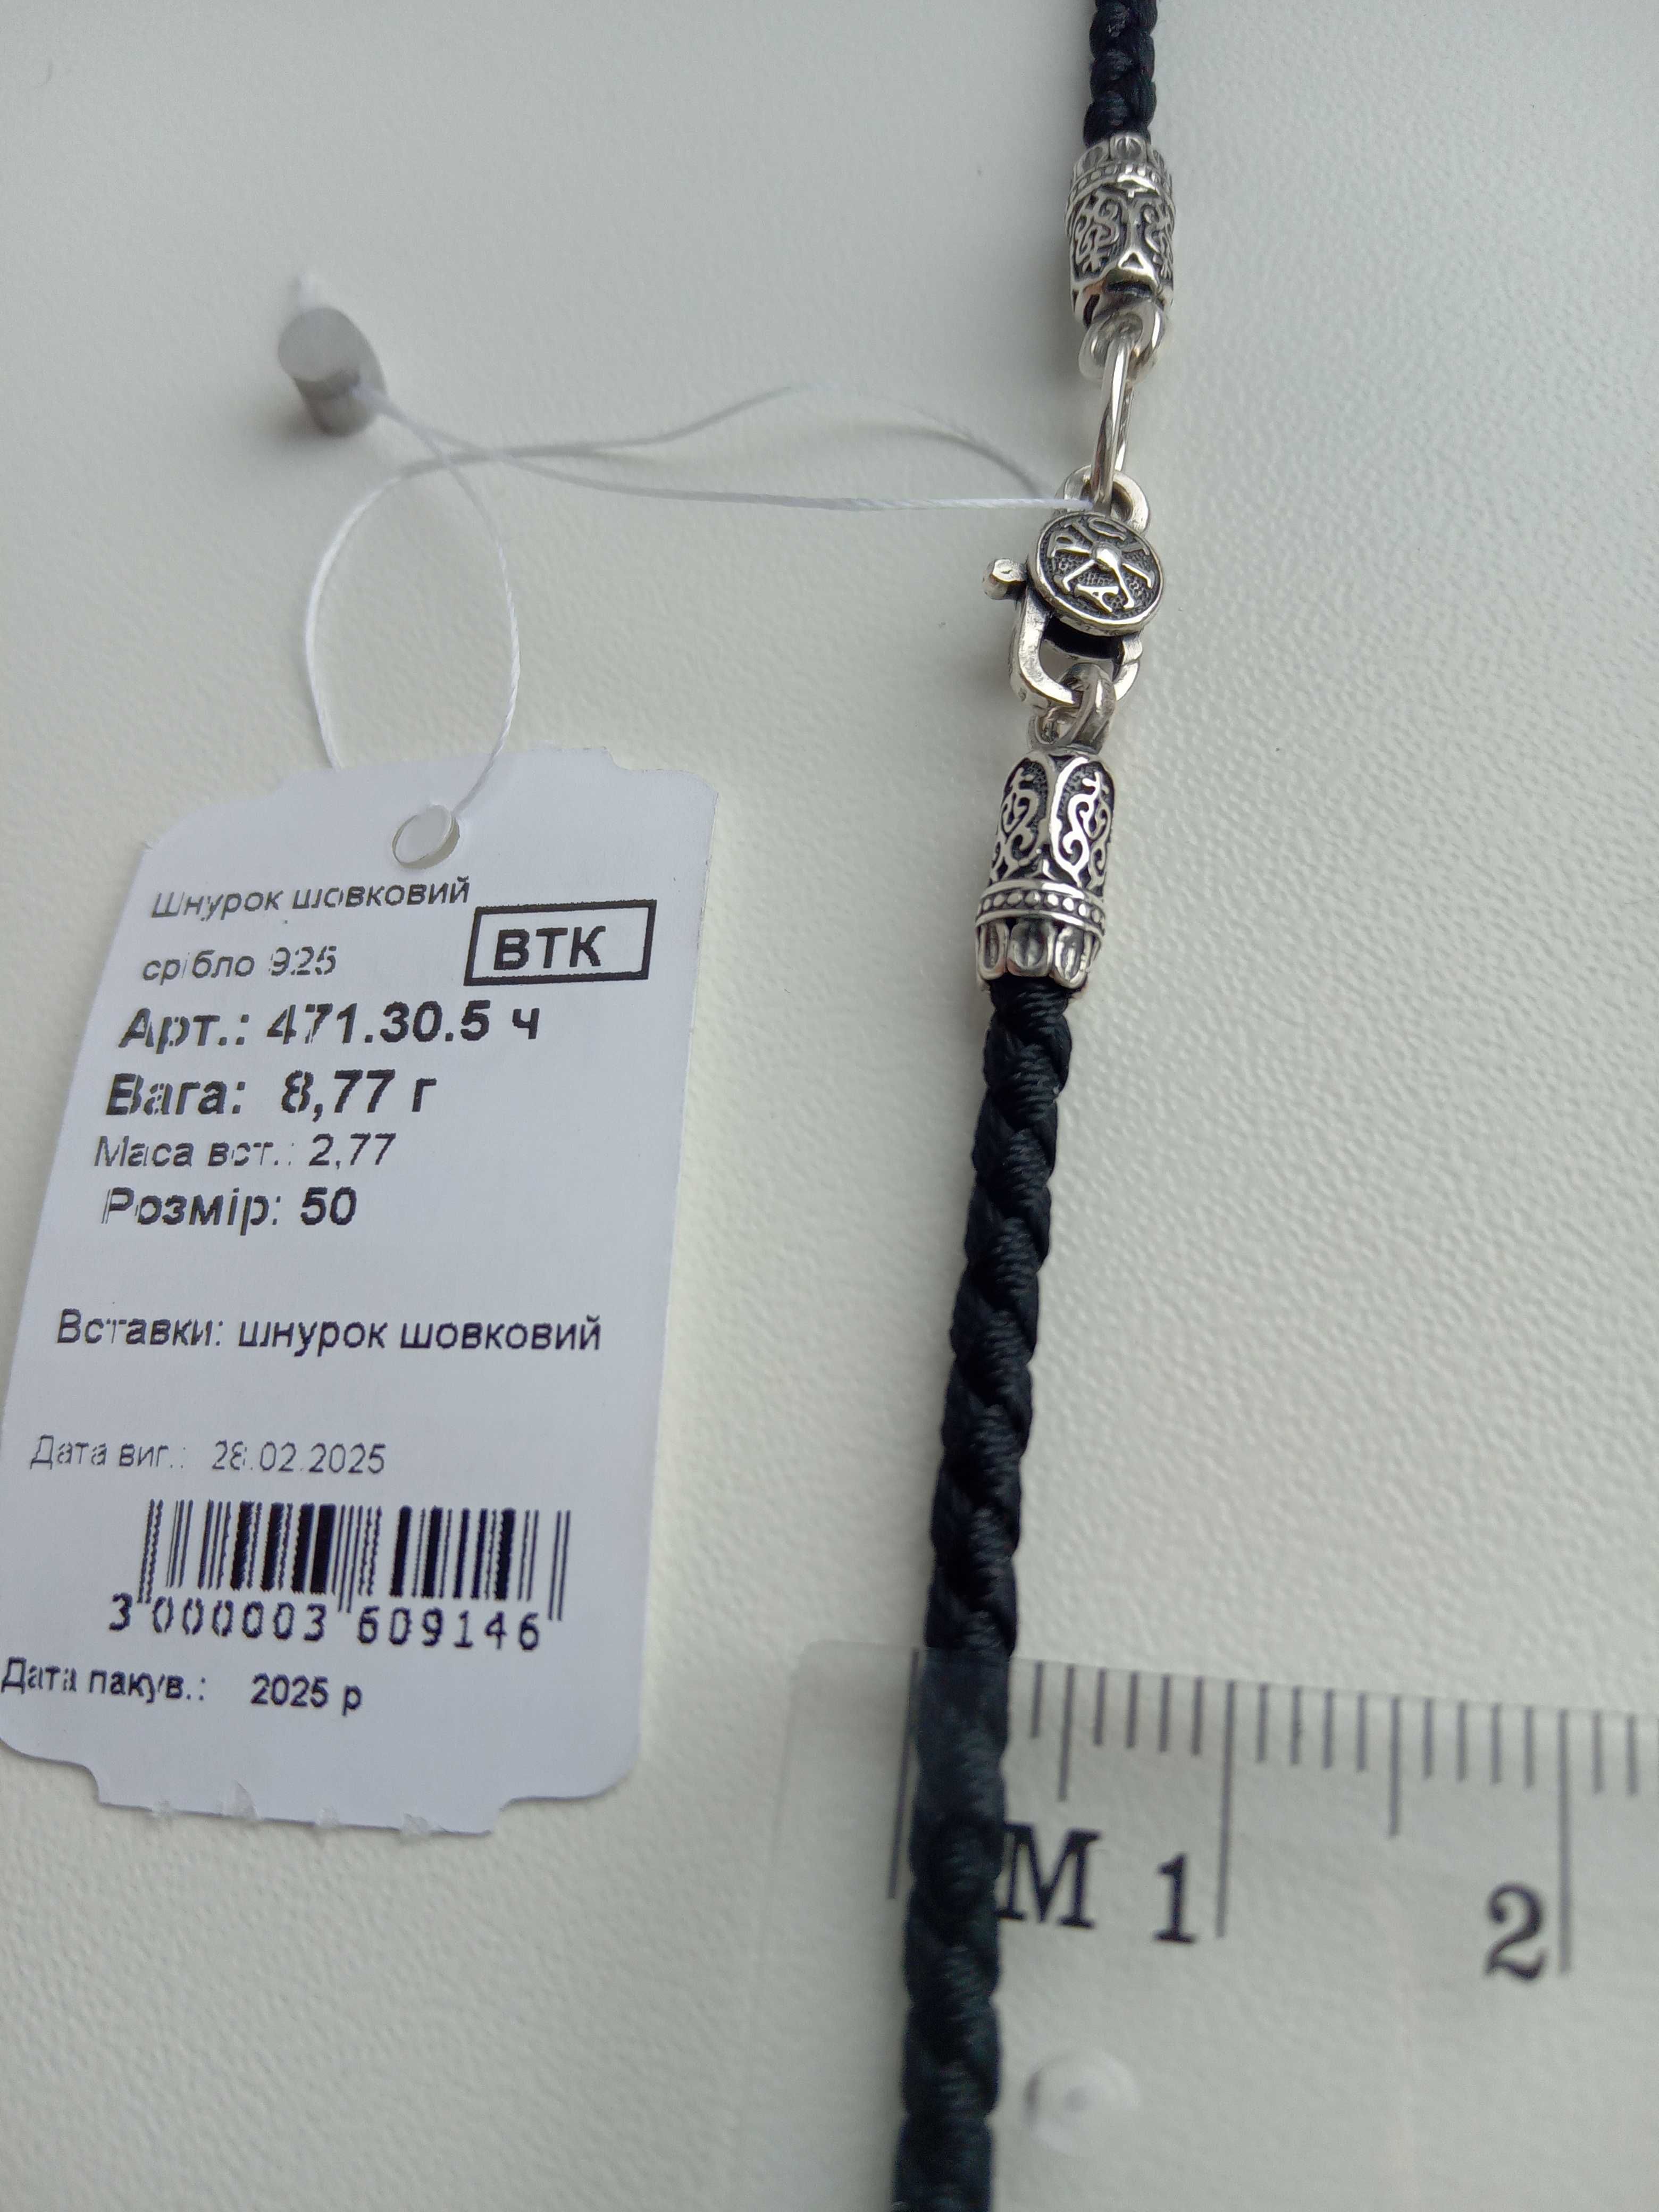 Шнурок шовковий
срібло 925
ВТК
Арт.: 471.30.5 ч
Вага: 8,77 г
Маса вст.: 2,77
Розмір: 50
Вставки: шнурок шовковий
Дата виг.: 28.02.2025
3 000003 609146
Дата пакув.: 2025 р
М 1 2